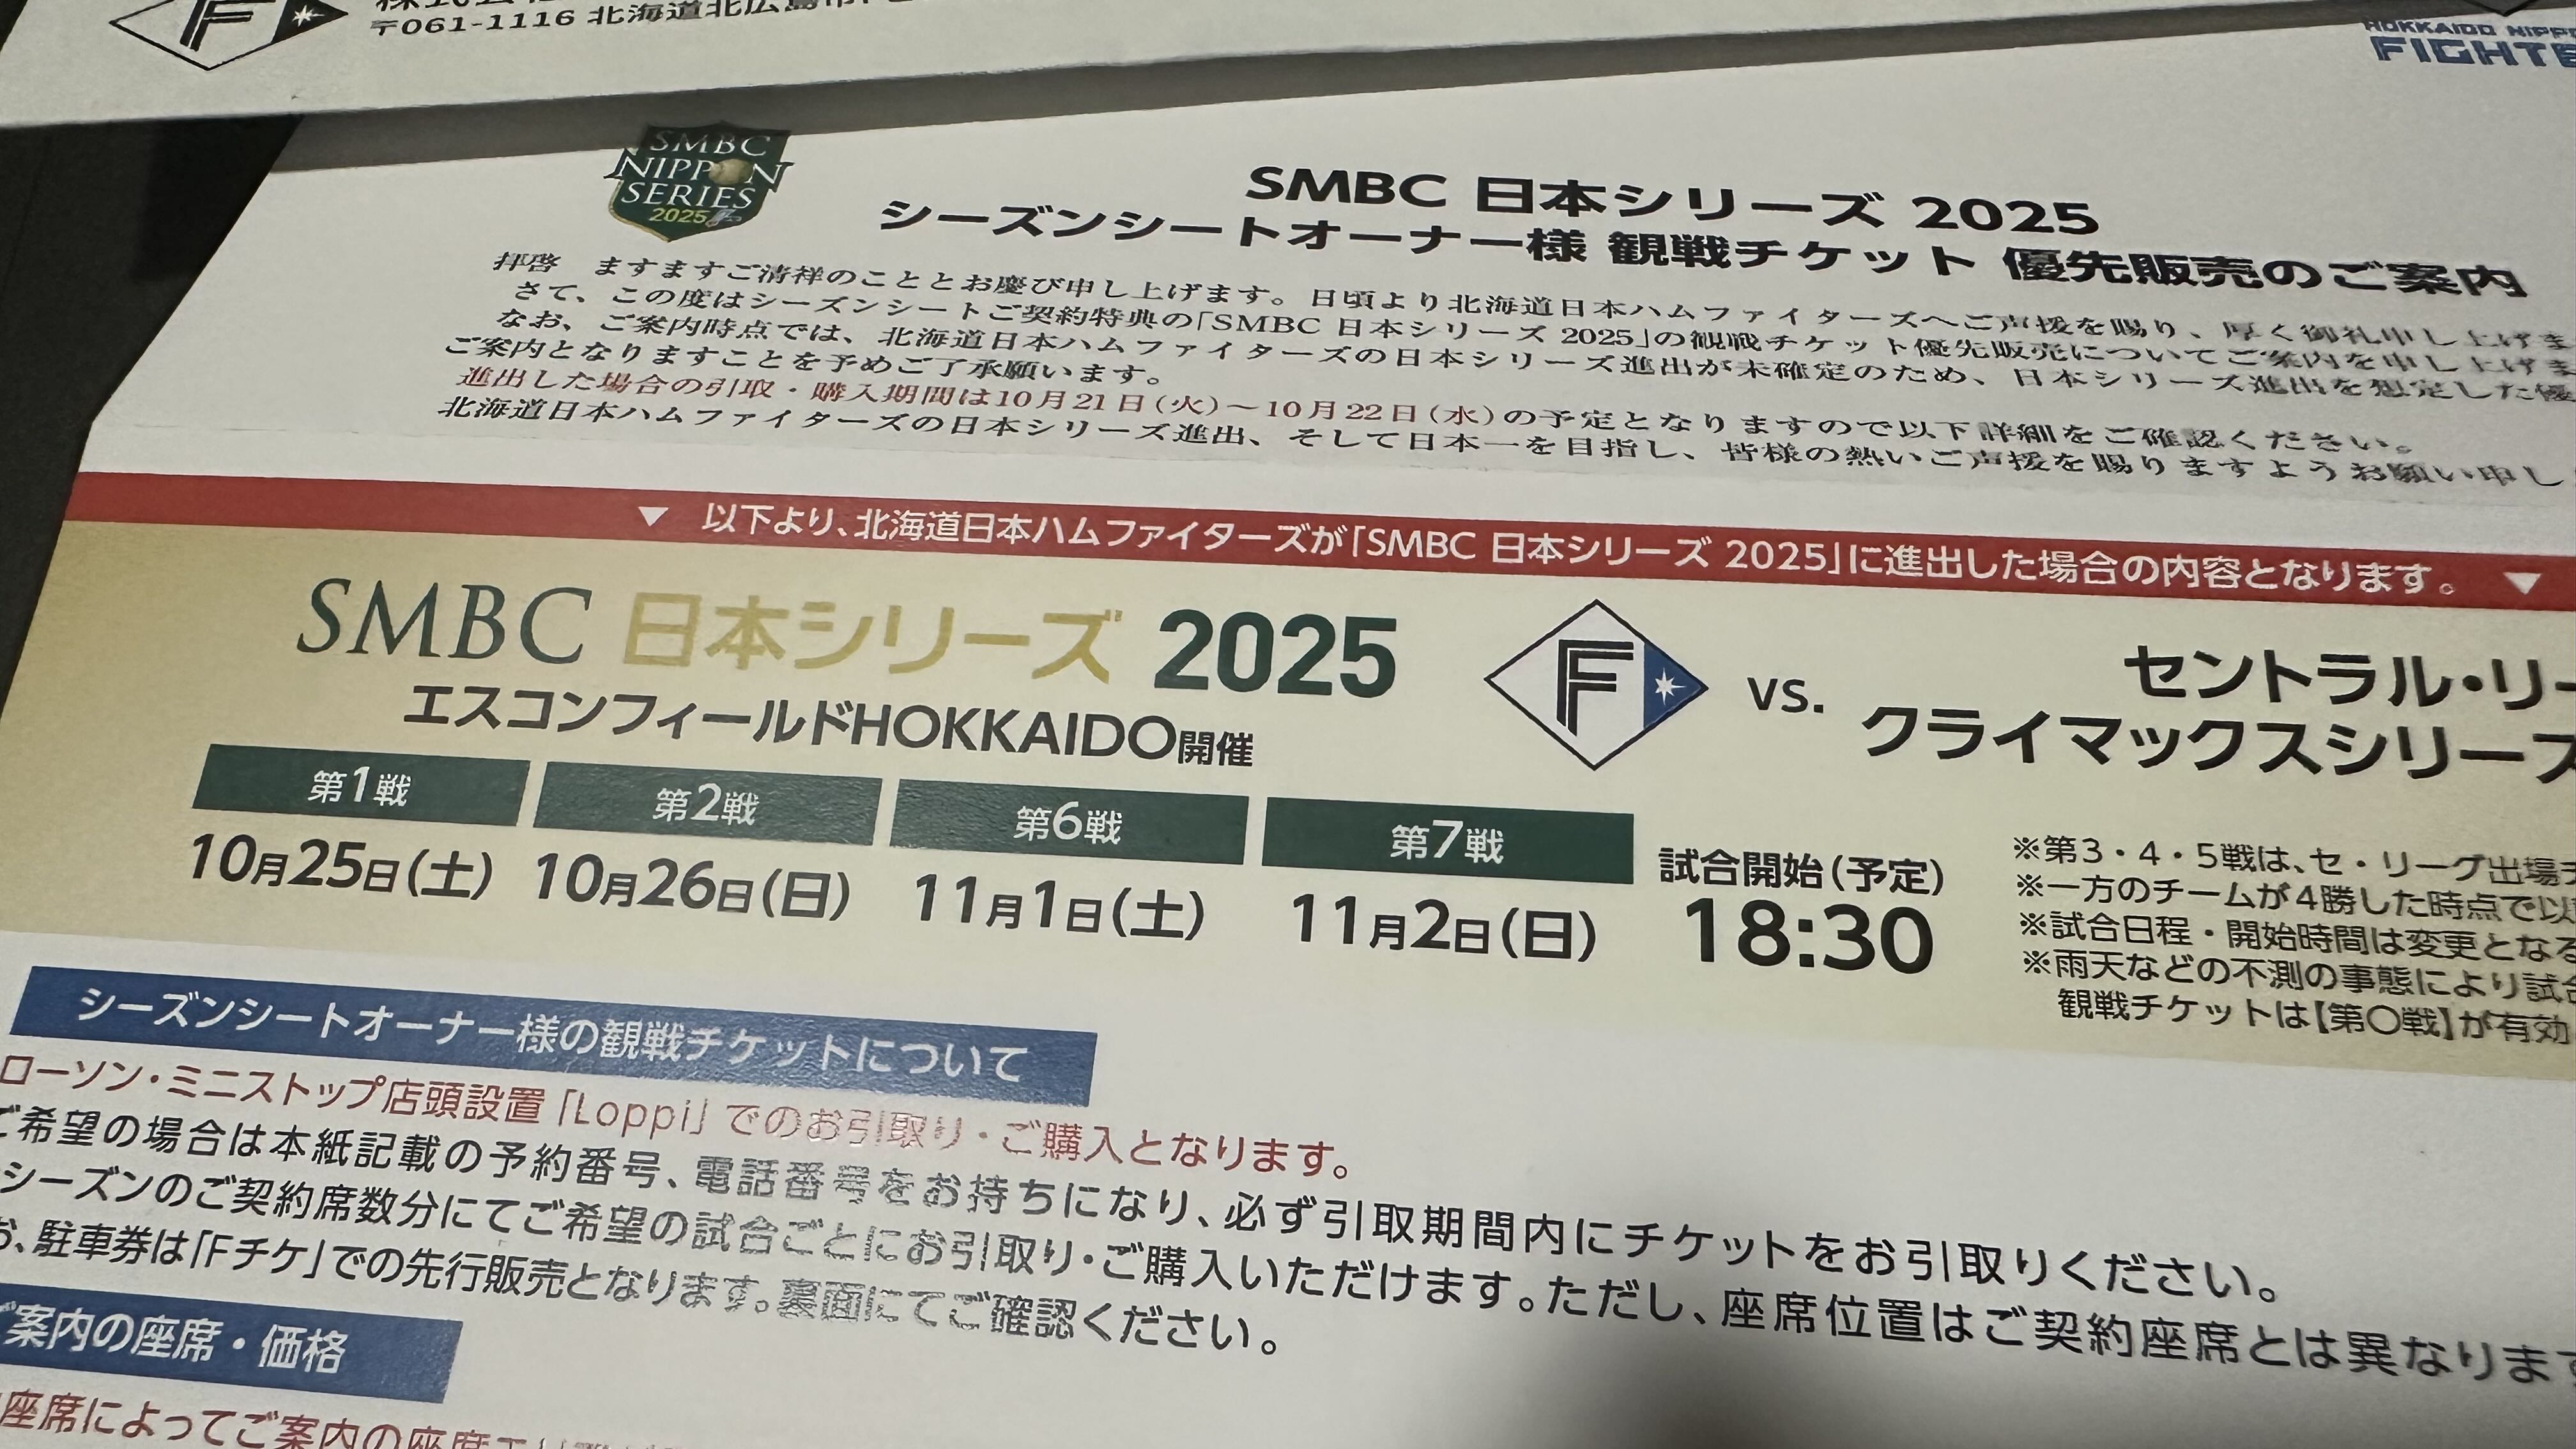 〒061-1116 北海道北広島市
HOKKAIDO NIPPO
FIGHTE
SMBC
NIPPON
SERIES
2025
SMBC 日本シリーズ 2025
シーズンシートオーナー様 観戦チケット 優先販売のご案内
拝啓　ますますご清祥のこととお慶び申し上げます。日頃より北海道日本ハムファイターズへご声援を賜り、厚く御礼申し上げま
さて、この度はシーズンシートご契約特典の「SMBC 日本シリーズ 2025」の観戦チケット優先販売についてご案内を申し上げま
なお、ご案内時点では、北海道日本ハムファイターズの日本シリーズ進出が未確定のため、日本シリーズ進出を想定した優
ご案内となりますことを予めご了承願います。
進出した場合の引取・購入期間は10月21日(火)～10月22日(水)の予定となりますので以下詳細をご確認ください。
北海道日本ハムファイターズの日本シリーズ進出、そして日本一を目指し、皆様の熱いご声援を賜りますようお願い申し
▼ 以下より、北海道日本ハムファイターズが「SMBC 日本シリーズ 2025」に進出した場合の内容となります。 ▼
SMBC 日本シリーズ 2025
エスコンフィールドHOKKAIDO開催
F vs.
セントラル・リー
クライマックスシリーズ
第1戦 第2戦 第6戦 第7戦
10月25日(土) 10月26日(日) 11月1日(土) 11月2日(日)
試合開始(予定)
18:30
※第3・4・5戦は、セ・リーグ出場チ
※一方のチームが4勝した時点で以
※試合日程・開始時間は変更となる
※雨天などの不測の事態により試合
観戦チケットは【第〇戦】が有効
シーズンシートオーナー様の観戦チケットについて
ローソン・ミニストップ店頭設置「Loppi」でのお引取り・ご購入となります。
ご希望の場合は本紙記載の予約番号、電話番号をお持ちになり、必ず引取期間内にチケットをお引取りください。
シーズンのご契約席数分にてご希望の試合ごとにお引取り・ご購入いただけます。ただし、座席位置はご契約座席とは異なります
お、駐車券は「Fチケ」での先行販売となります。裏面にてご確認ください。
ご案内の座席・価格
座席によってご案内の座席エリア